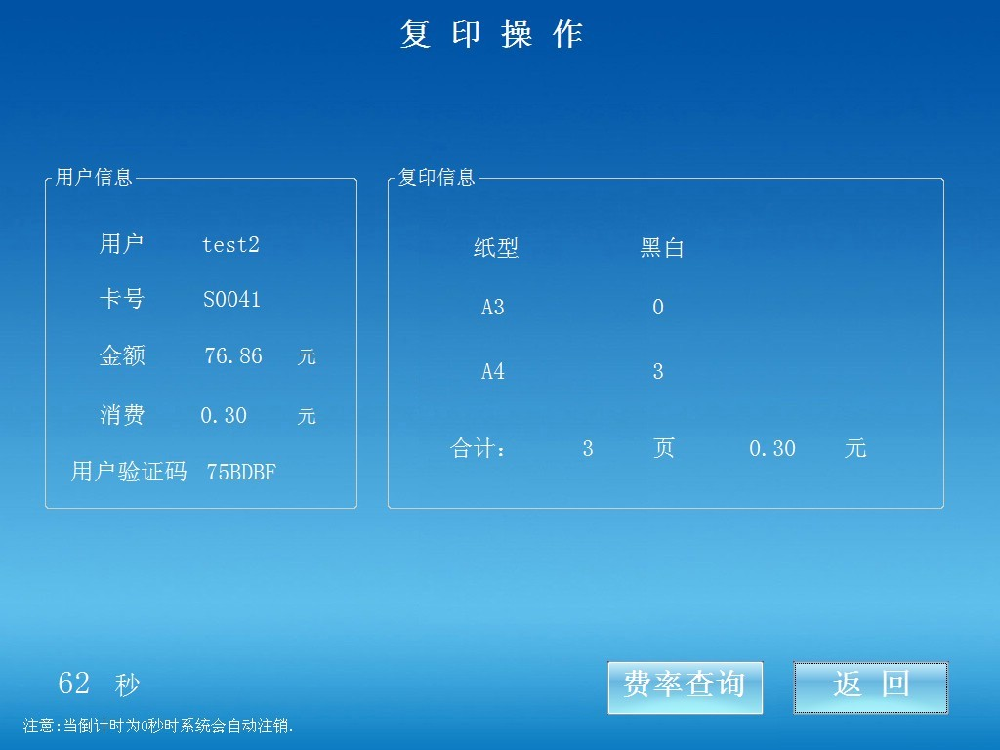 复印操作
用户信息
用户 test2
卡号 S0041
金额 76.86 元
消费 0.30 元
用户验证码 75BDBF
复印信息
纸型 黑白
A3 0
A4 3
合计: 3 页 0.30 元
62 秒
费率查询 返回
注意:当倒计时为0秒时系统会自动注销.